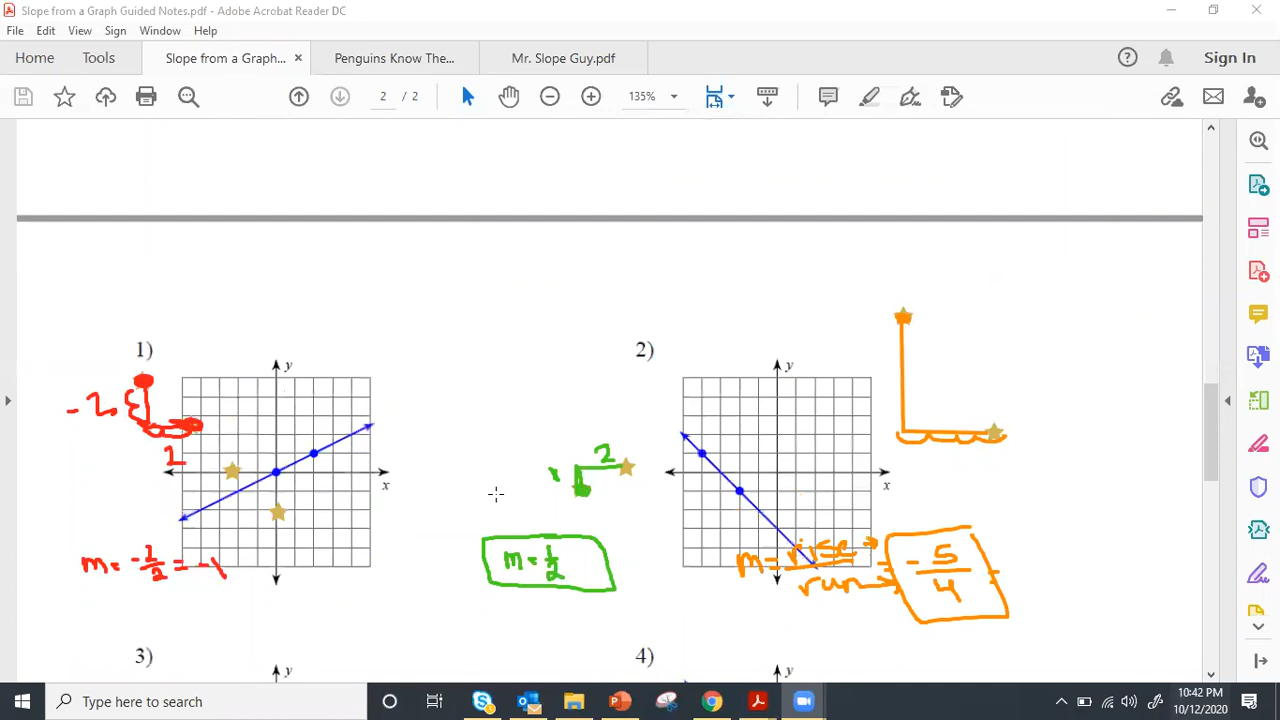 Slope from a Graph Guided Notes.pdf - Adobe Acrobat Reader DC
File Edit View Sign Window Help
Home Tools Slope from a Graph... × Penguins Know The... Mr. Slope Guy.pdf Sign In
2 / 2 135%
1) y x
-2
2
m = -2/2 = -1
2
1
m = 1/2
2) y x
m = rise → = -5
run → 4
3) y
4) y
Type here to search
10:42 PM
10/12/2020